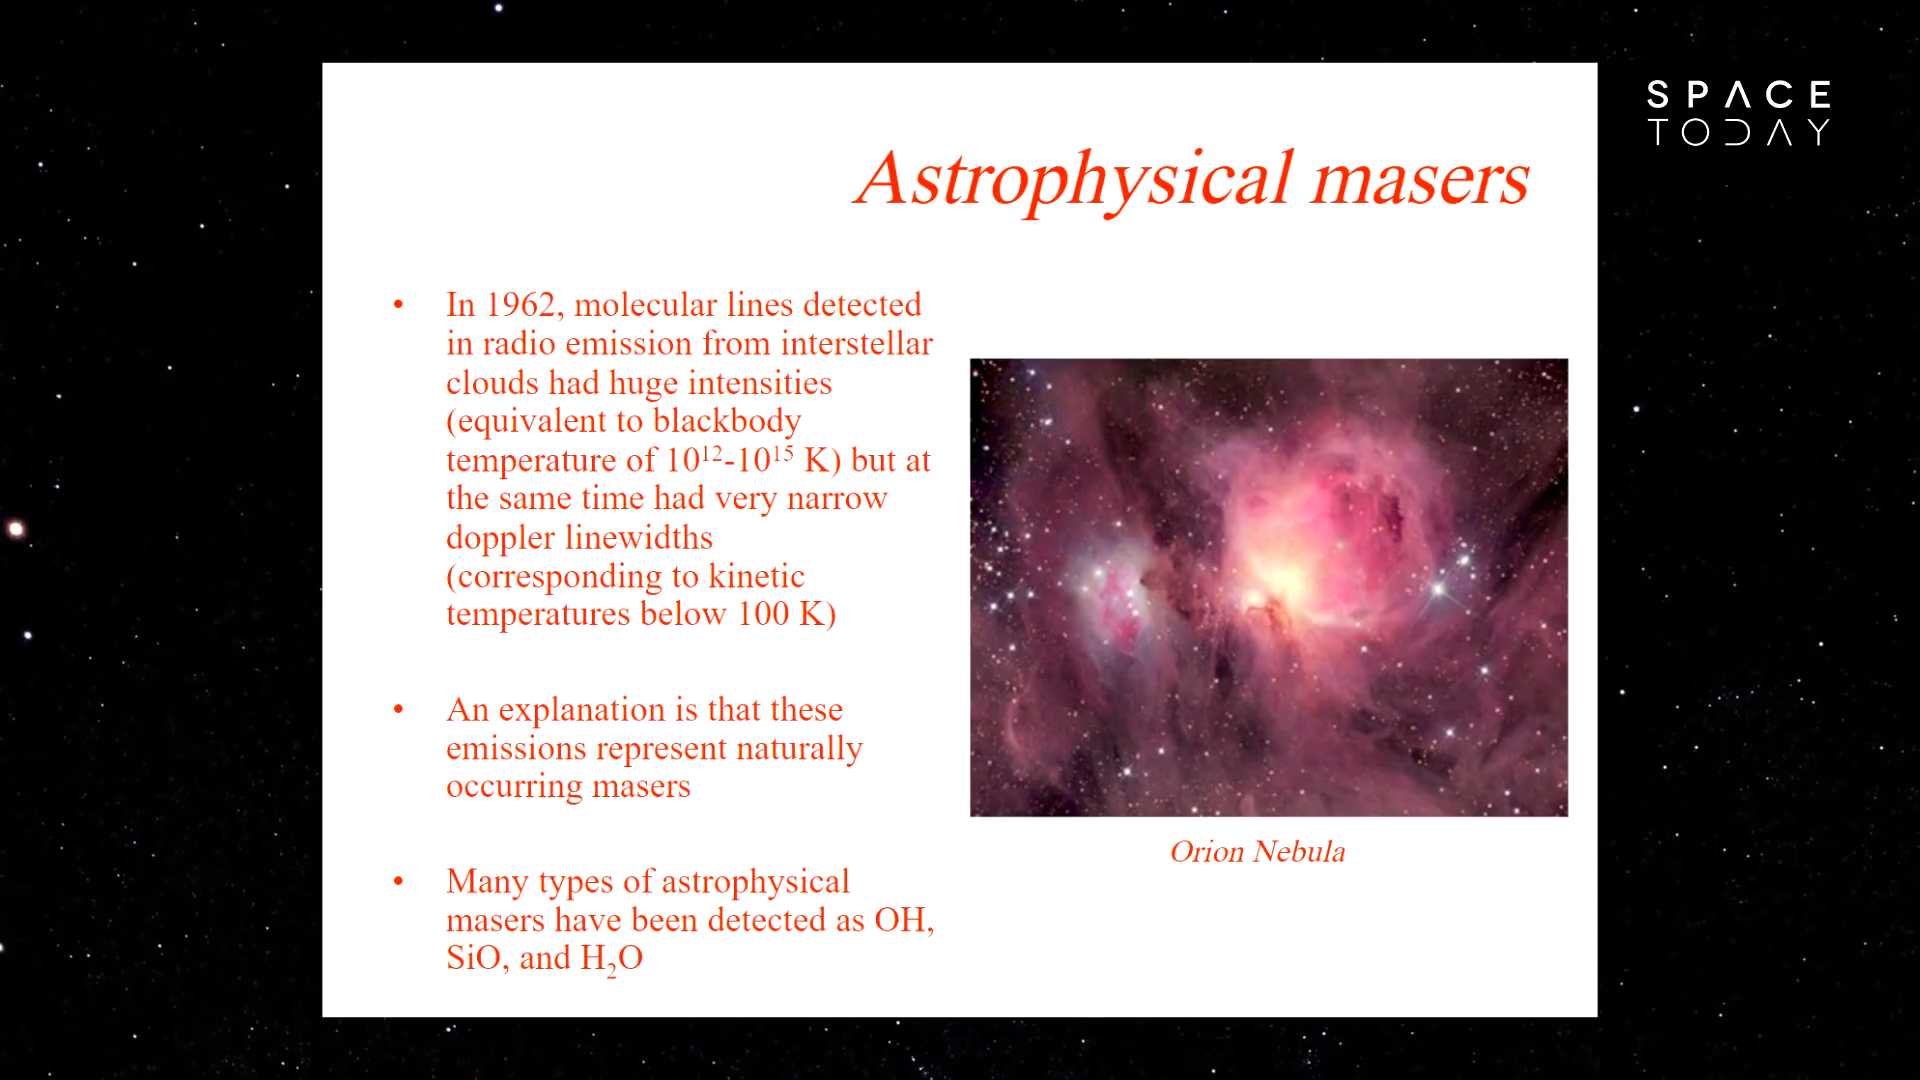 SPACE
TODAY
Astrophysical masers
• In 1962, molecular lines detected
in radio emission from interstellar
clouds had huge intensities
(equivalent to blackbody
temperature of 10¹²-10¹⁵ K) but at
the same time had very narrow
doppler linewidths
(corresponding to kinetic
temperatures below 100 K)
• An explanation is that these
emissions represent naturally
occurring masers
• Many types of astrophysical
masers have been detected as OH,
SiO, and H₂O
Orion Nebula